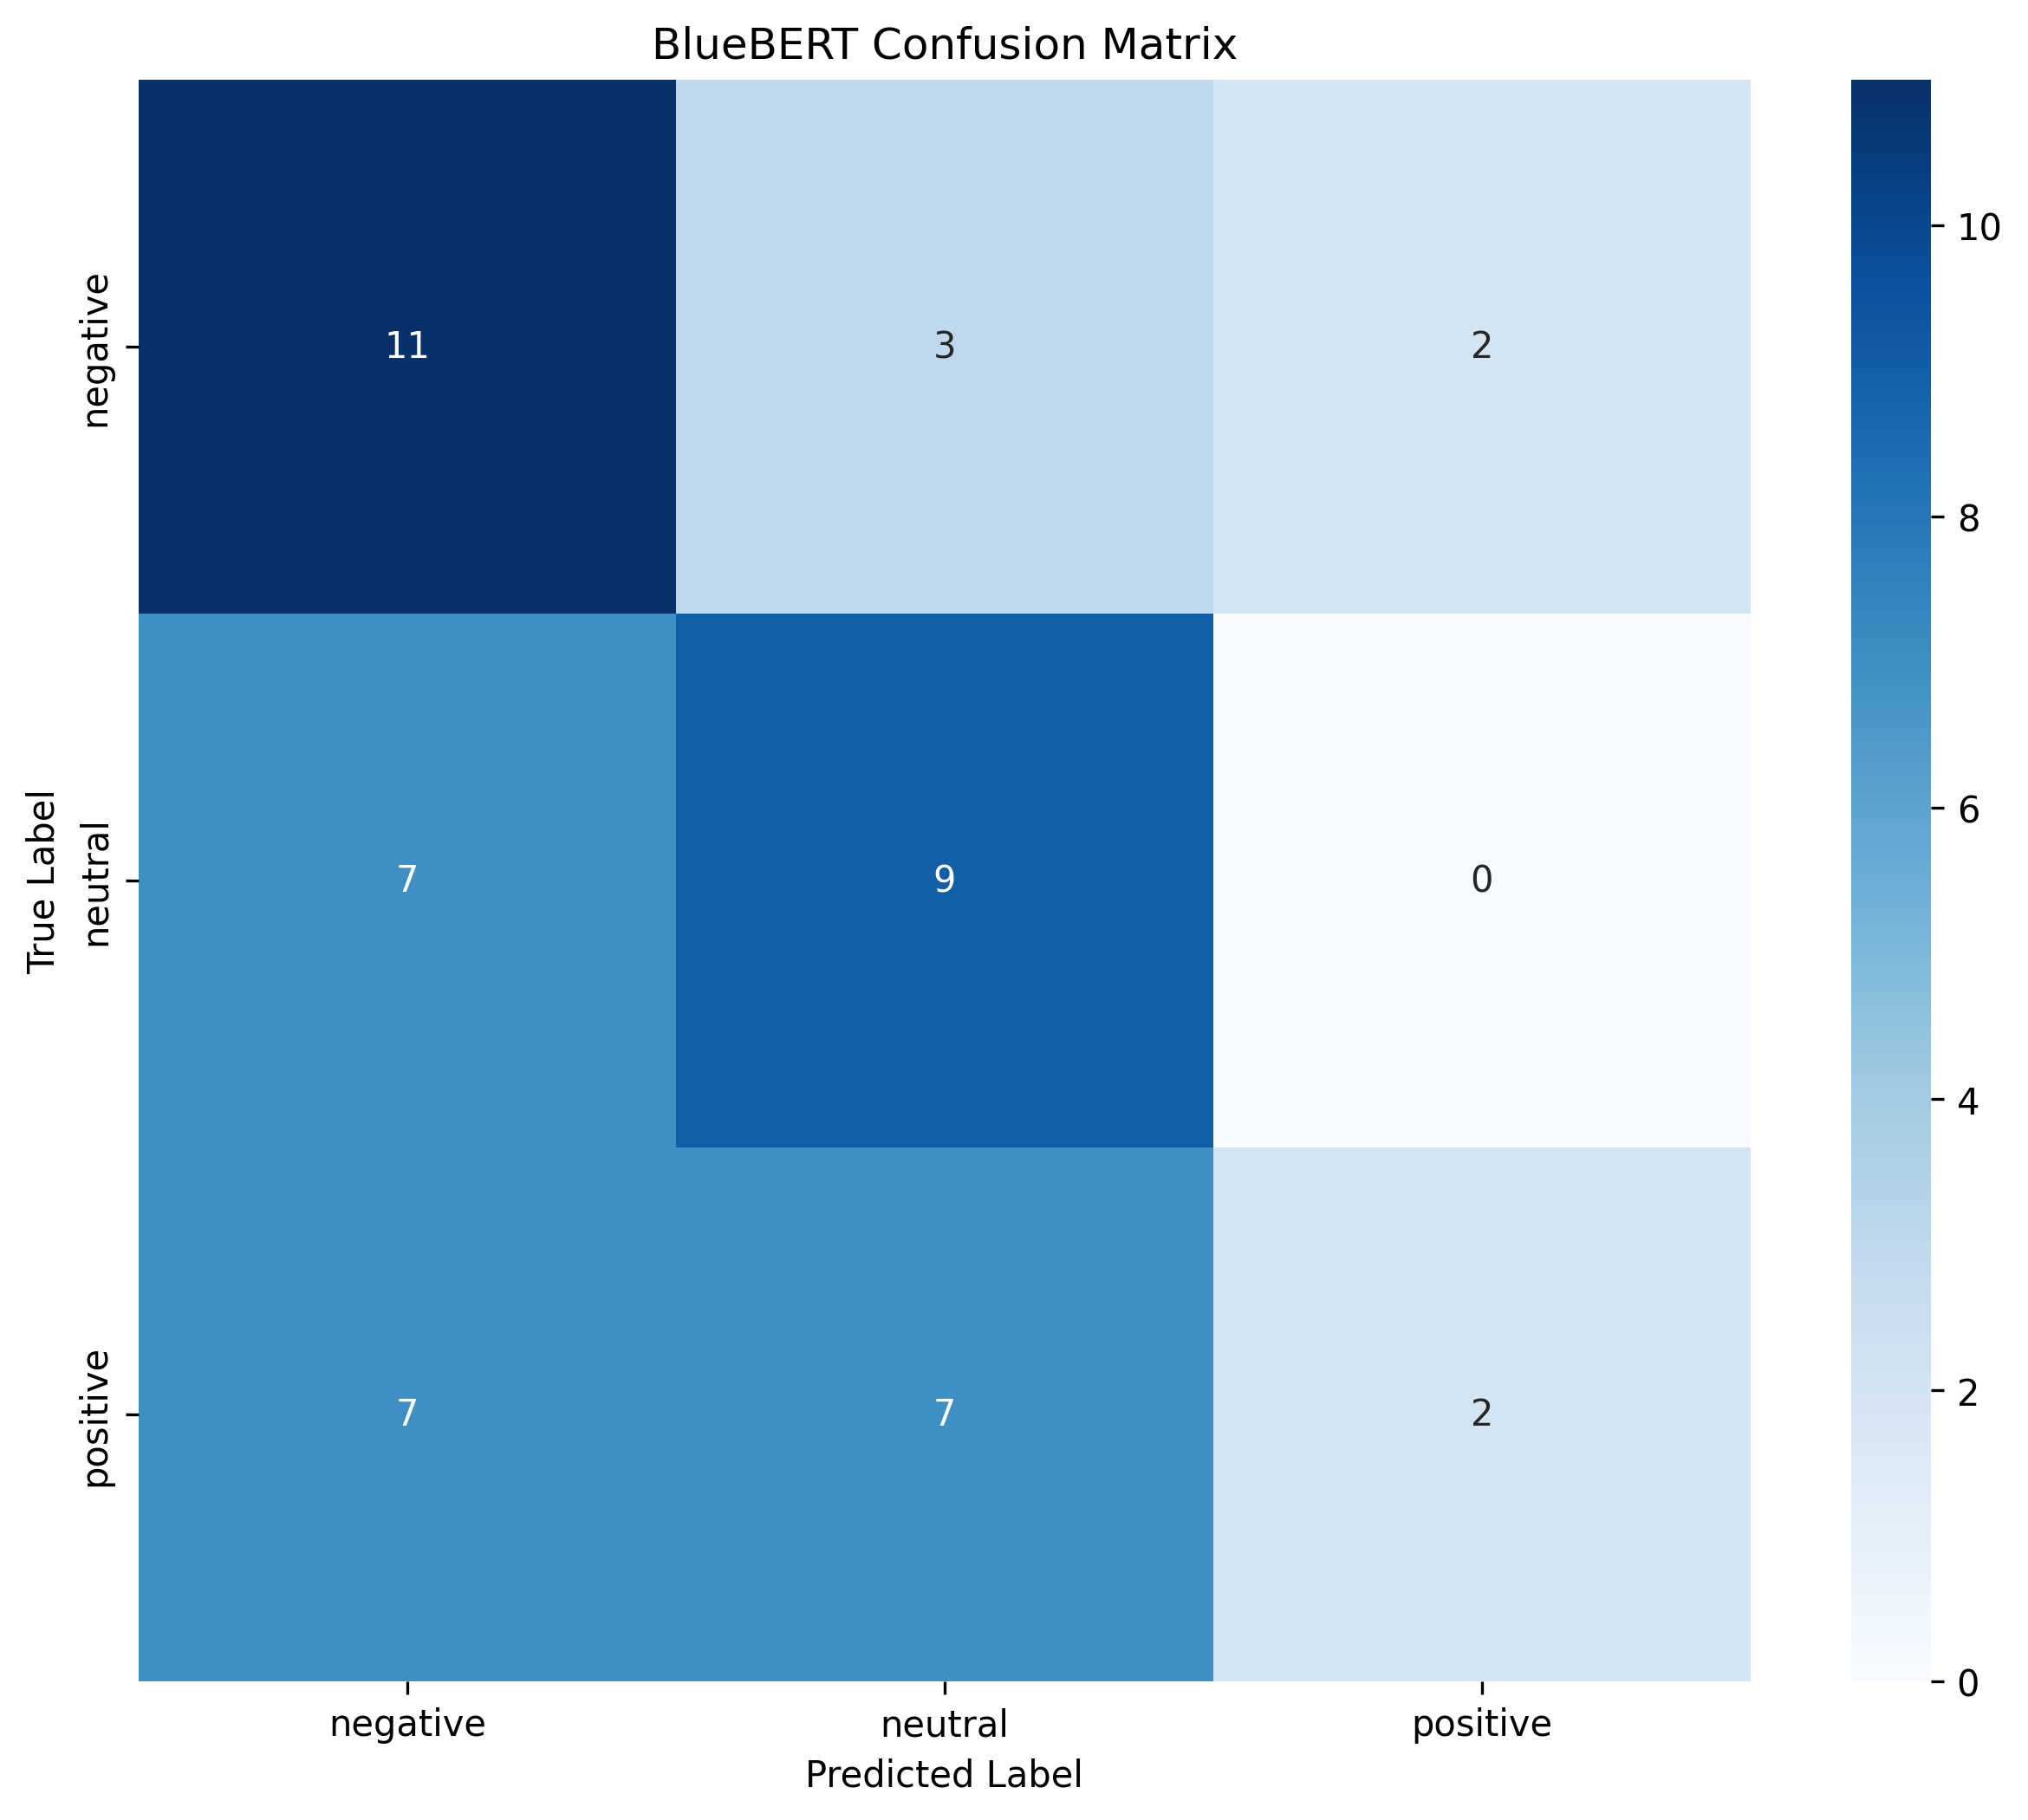 BlueBERT Confusion Matrix
True Label
negative
11 3 2
neutral
7 9 0
positive
7 7 2
negative neutral positive
Predicted Label
10
8
6
4
2
0